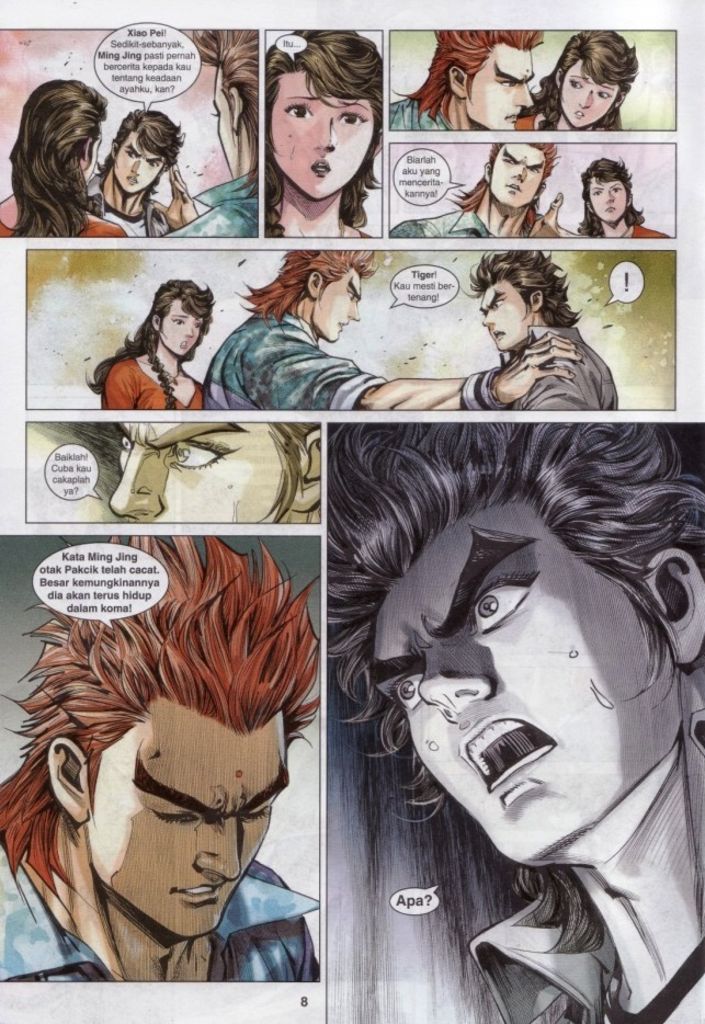 Xiao Pei!
Sedikit-sebanyak,
Ming Jing pasti pernah
bercerita kepada kau
tentang keadaan
ayahku, kan?
Itu...
Biarlah
aku yang
mencerita-
kannya!
Tiger!
Kau mesti ber-
tenang!
!
Baiklah!
Cuba kau
cakaplah
ya?
Kata Ming Jing
otak Pakcik telah cacat.
Besar kemungkinannya
dia akan terus hidup
dalam koma!
Apa?
8